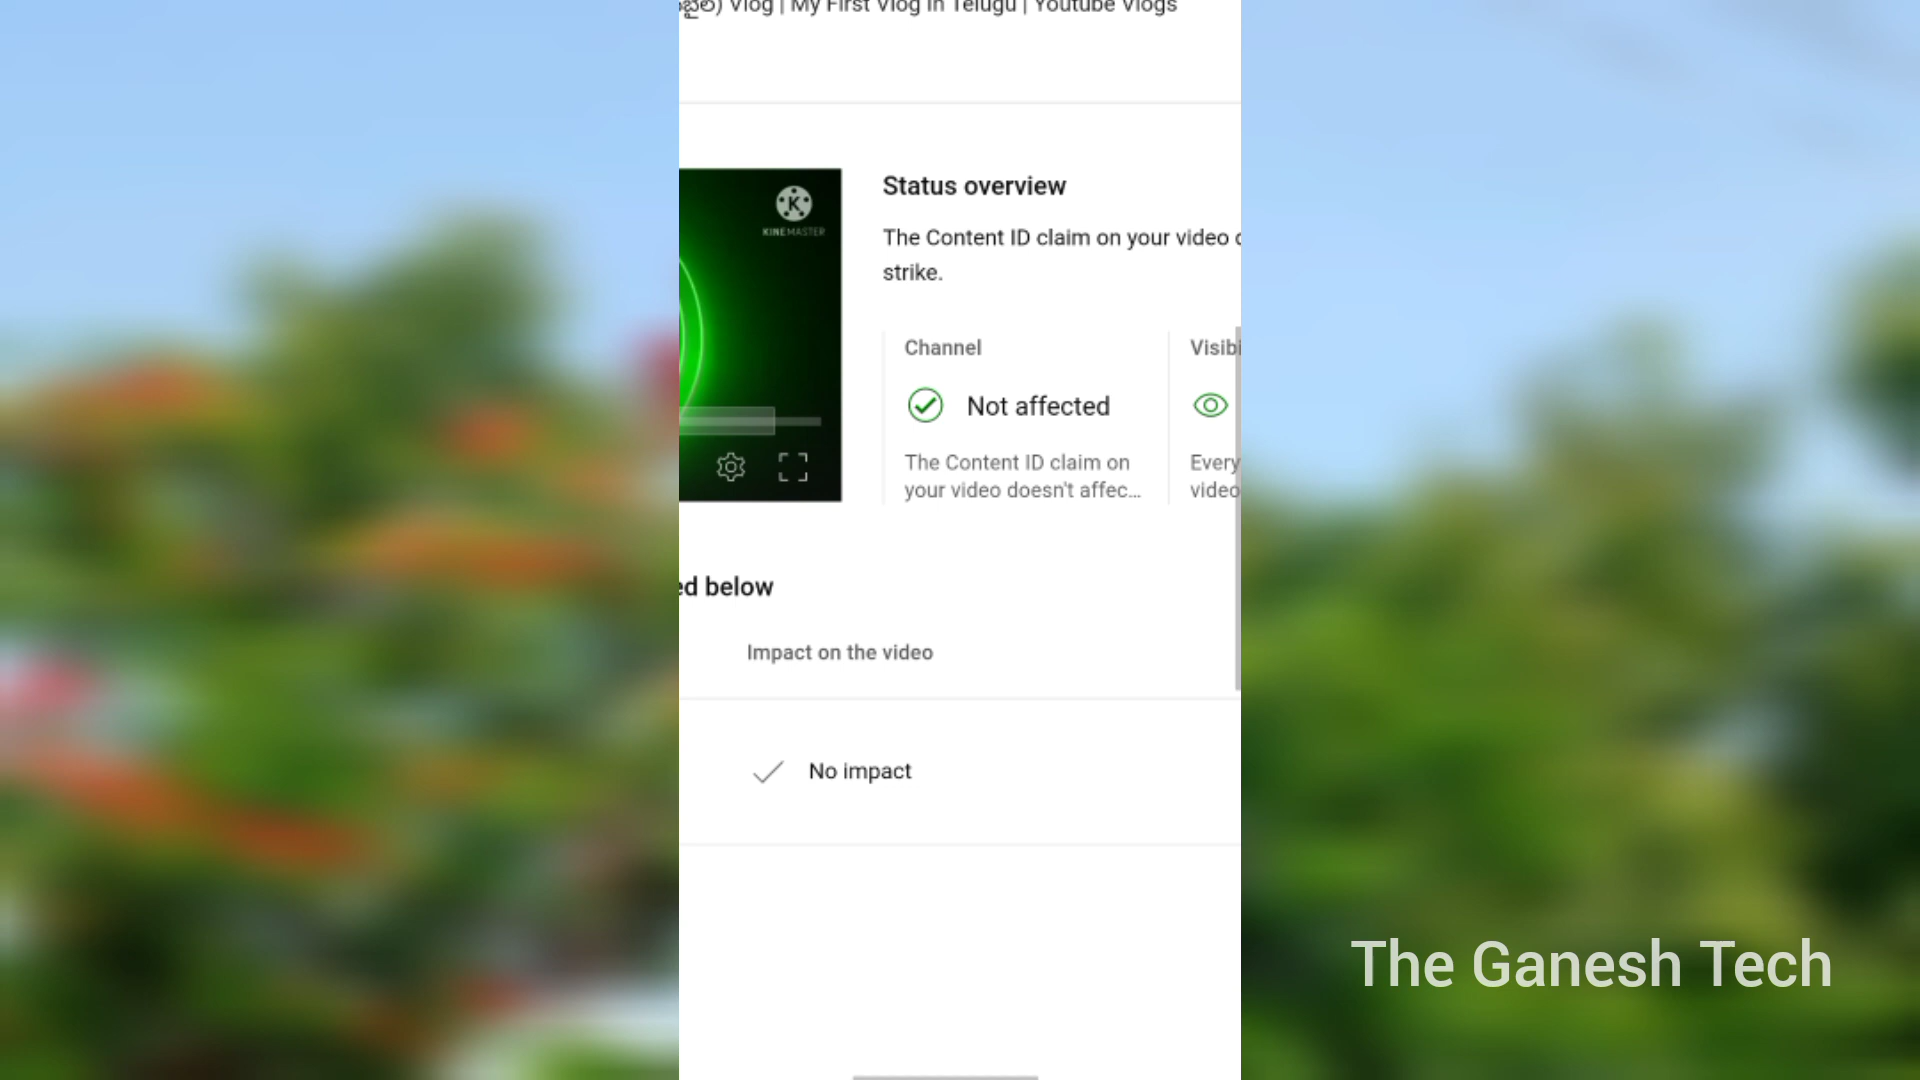 Vlog | My First Vlog in Telugu | Youtube Vlogs
K
KINEMASTER
Status overview
The Content ID claim on your video
strike.
Channel
Visibi
Not affected
The Content ID claim on
your video doesn't affec...
Every
video
ed below
Impact on the video
No impact
The Ganesh Tech